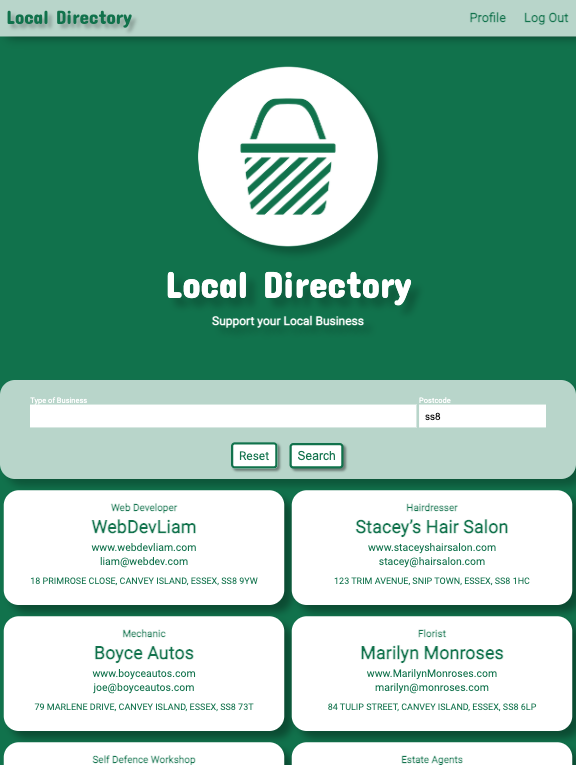 Local Directory
Profile
Log Out
Local Directory
Support your Local Business
Type of Business
Postcode
ss8
Reset
Search
Web Developer
WebDevLiam
www.webdevliam.com
liam@webdev.com
18 PRIMROSE CLOSE, CANVEY ISLAND, ESSEX, SS8 9YW
Hairdresser
Stacey's Hair Salon
www.staceyshairsalon.com
stacey@hairsalon.com
123 TRIM AVENUE, SNIP TOWN, ESSEX, SS8 1HC
Mechanic
Boyce Autos
www.boyceautos.com
joe@boyceautos.com
79 MARLENE DRIVE, CANVEY ISLAND, ESSEX, SS8 73T
Florist
Marilyn Monroses
www.MarilynMonroses.com
marilyn@monroses.com
84 TULIP STREET, CANVEY ISLAND, ESSEX, SS8 6LP
Self Defence Workshop
Estate Agents